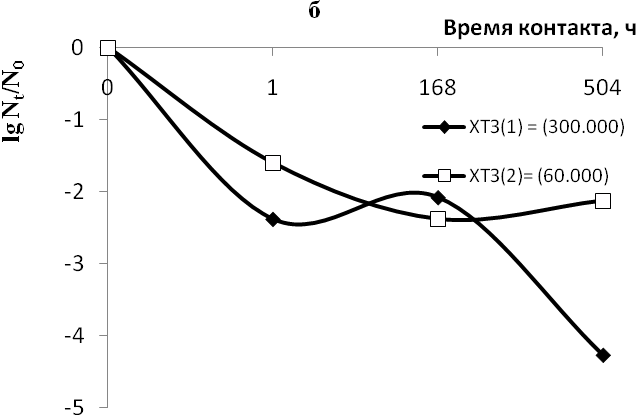 б
Время контакта, ч
lg Nt/N0
0
0 1 168 504
-1
ХТЗ(1) = (300.000)
ХТЗ(2)= (60.000)
-2
-3
-4
-5